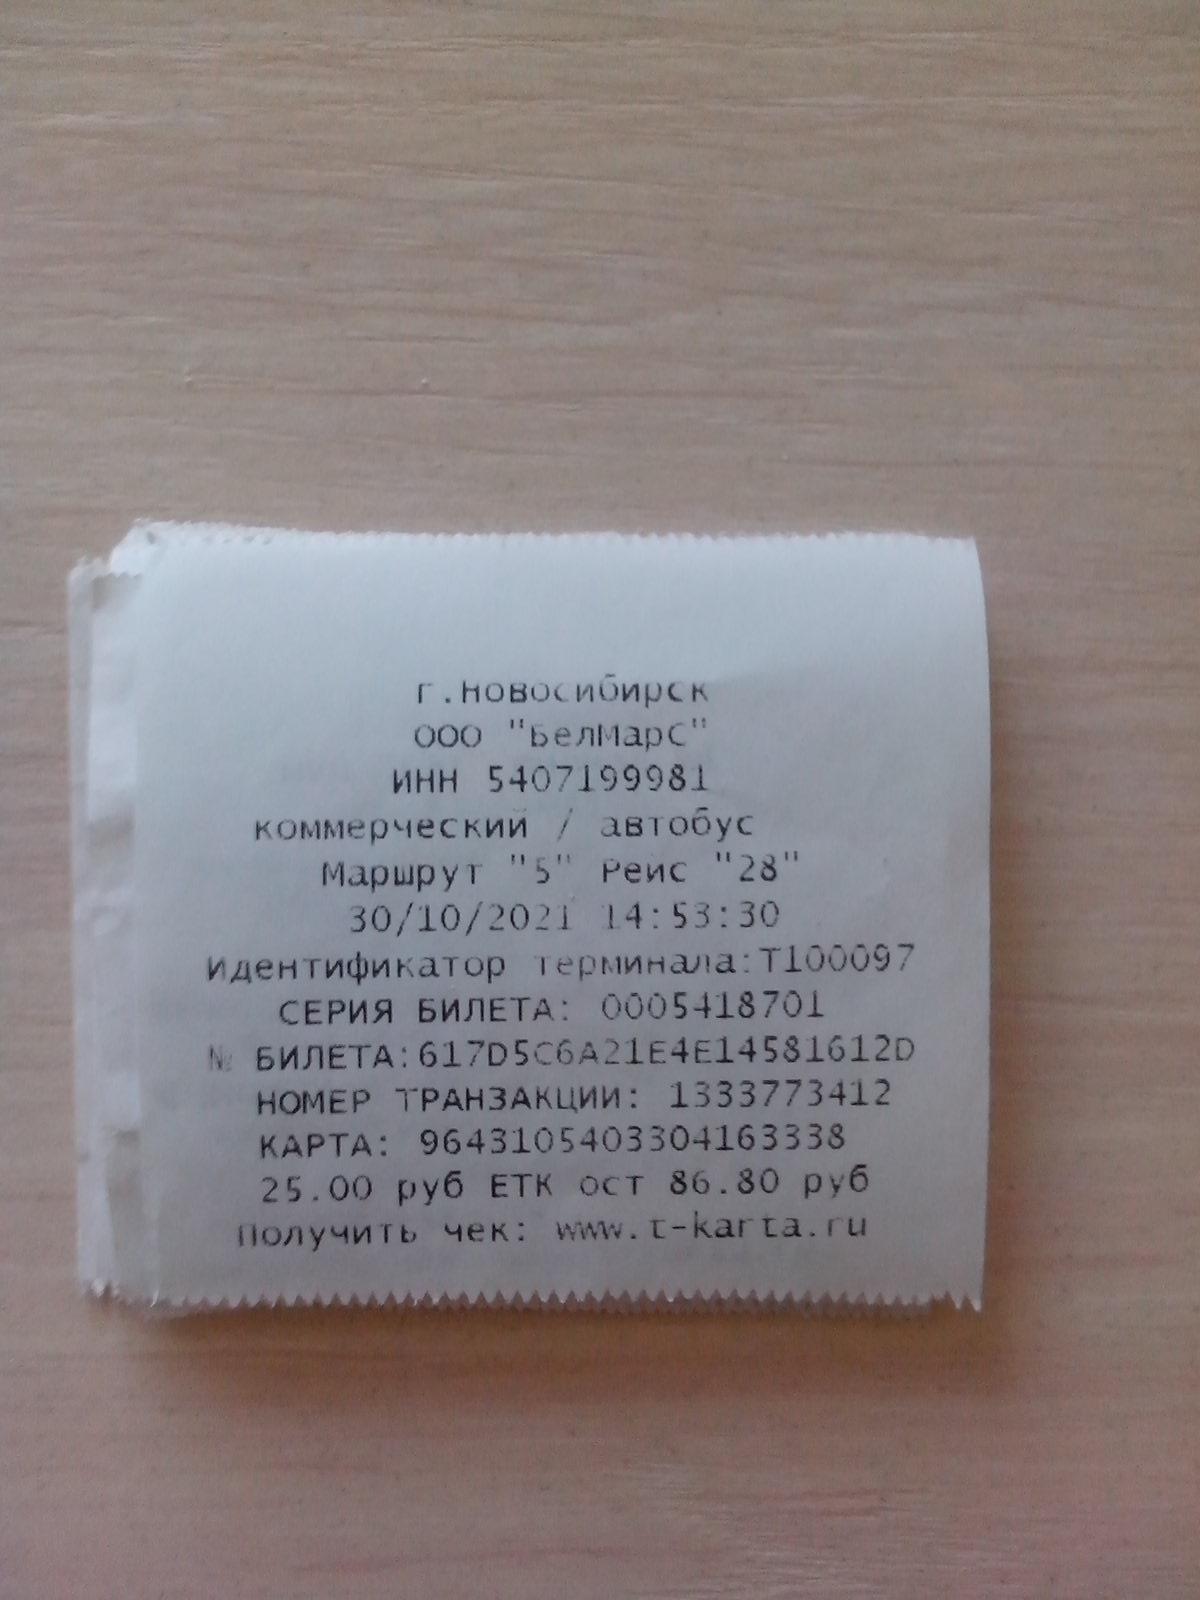 г.Новосибирск
ООО "БелМарС"
ИНН 5407199981
коммерческий / автобус
Маршрут "5" Рейс "28"
30/10/2021 14:53:30
Идентификатор терминала:Т100097
СЕРИЯ БИЛЕТА: 0005418701
№ БИЛЕТА:617D5C6A21E4E14581612D
НОМЕР ТРАНЗАКЦИИ: 1333773412
КАРТА: 9643105403304163338
25.00 руб ЕТК ост 86.80 руб
Получить чек: www.t-karta.ru